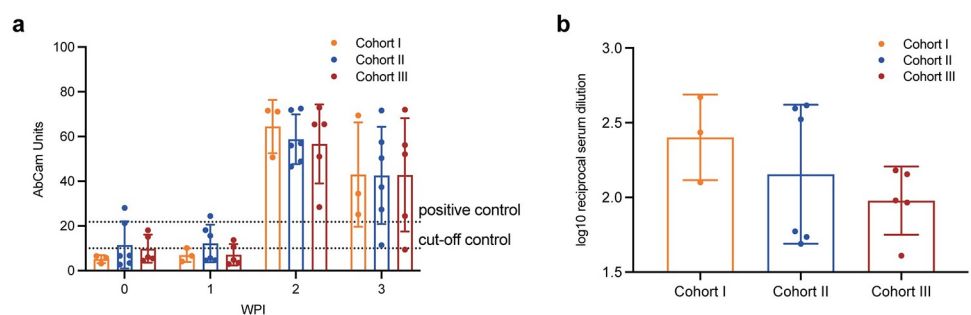 a
100
80
60
40
20
0
AbCam Units
Cohort I
Cohort II
Cohort III
positive control
cut-off control
0 1 2 3
WPI
b
3.0
2.5
2.0
1.5
log10 reciprocal serum dilution
Cohort I
Cohort II
Cohort III
Cohort I Cohort II Cohort III